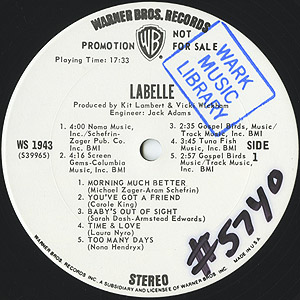 WARNER BROS. RECORDS
PROMOTION NOT FOR SALE
WB
Playing Time: 17:33
WARK
MUSIC
LIBRARY
LABELLE
Produced by Kit Lambert & Vicki Wickham
Engineer: Jack Adams
WS 1943
(S39965)
1/4:00 Noma Music,
Inc./Schefrin-
Zager Pub. Co.
Inc. BMI
2/4:16 Screen
Gems-Columbia
Music, Inc. BMI
3/2:35 Gospel Birds, Music/
Track Music, Inc. BMI
4/3:45 Tuna Fish
Music, Inc. BMI
5/2:57 Gospel Birds Music/
Track Music,
Inc. BMI
SIDE
1
1. MORNING MUCH BETTER
(Michael Zager-Aram Schefrin)
2. YOU'VE GOT A FRIEND
(Carole King)
3. BABY'S OUT OF SIGHT
(Sarah Dash-Armstead Edwards)
4. TIME & LOVE
(Laura Nyro)
5. TOO MANY DAYS
(Nona Hendryx)
#5740
STEREO
WARNER BROS. RECORDS INC. A SUBSIDIARY AND LICENSEE OF WARNER BROS. INC.
MADE IN U.S.A.